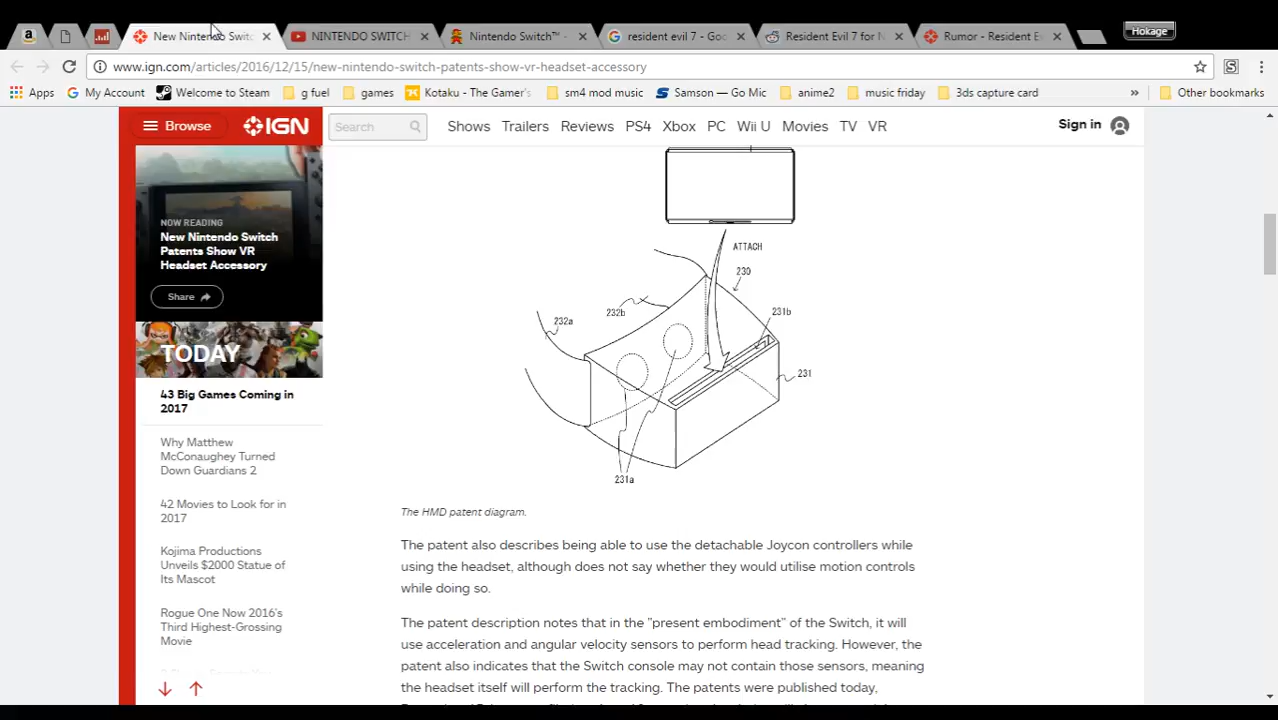 New Nintendo Swit
NINTENDO SWITCH
Nintendo Switch™ -
resident evil 7 - Goo
Resident Evil 7 for N
Rumor - Resident E
Hokage
www.ign.com/articles/2016/12/15/new-nintendo-switch-patents-show-vr-headset-accessory
Apps
My Account
Welcome to Steam
g fuel
games
Kotaku - The Gamer's
sm4 mod music
Samson — Go Mic
anime2
music friday
3ds capture card
»
Other bookmarks
Browse
IGN
Search
Shows
Trailers
Reviews
PS4
Xbox
PC
Wii U
Movies
TV
VR
Sign in
NOW READING
New Nintendo Switch
Patents Show VR
Headset Accessory
Share
TODAY
43 Big Games Coming in
2017
Why Matthew
McConaughey Turned
Down Guardians 2
42 Movies to Look for in
2017
Kojima Productions
Unveils $2000 Statue of
Its Mascot
Rogue One Now 2016's
Third Highest-Grossing
Movie
ATTACH
230
232b
231b
232a
231
231a
The HMD patent diagram.
The patent also describes being able to use the detachable Joycon controllers while
using the headset, although does not say whether they would utilise motion controls
while doing so.
The patent description notes that in the "present embodiment" of the Switch, it will
use acceleration and angular velocity sensors to perform head tracking. However, the
patent also indicates that the Switch console may not contain those sensors, meaning
the headset itself will perform the tracking. The patents were published today,